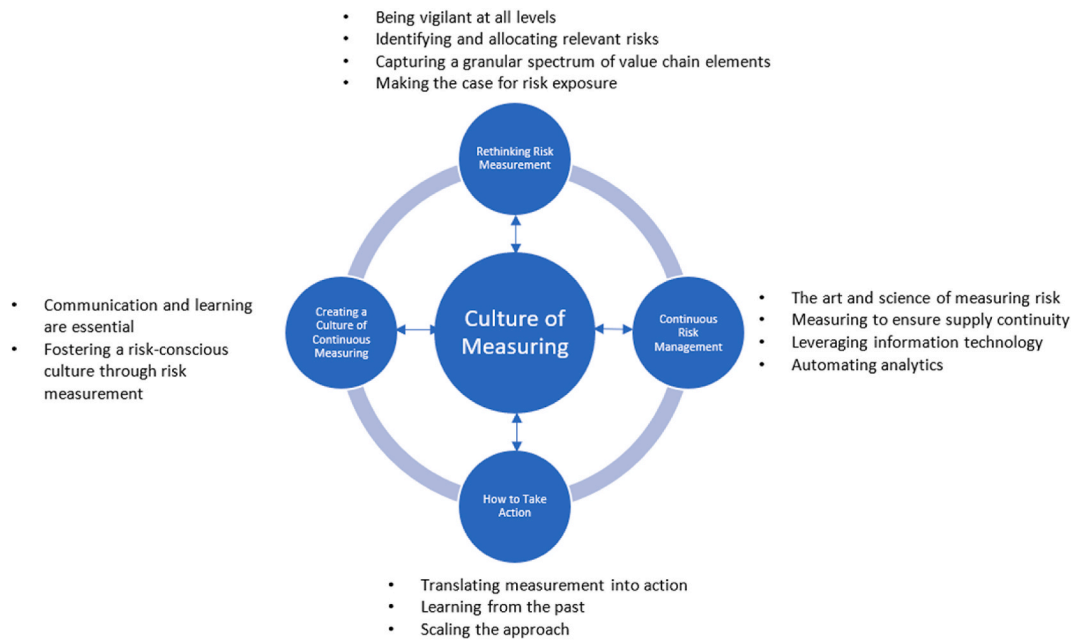 • Being vigilant at all levels
• Identifying and allocating relevant risks
• Capturing a granular spectrum of value chain elements
• Making the case for risk exposure
Rethinking Risk
Measurement
• Communication and learning
are essential
• Fostering a risk-conscious
culture through risk
measurement
Creating a
Culture of
Continuous
Measuring
Culture of
Measuring
Continuous
Risk
Management
• The art and science of measuring risk
• Measuring to ensure supply continuity
• Leveraging information technology
• Automating analytics
How to Take
Action
• Translating measurement into action
• Learning from the past
• Scaling the approach